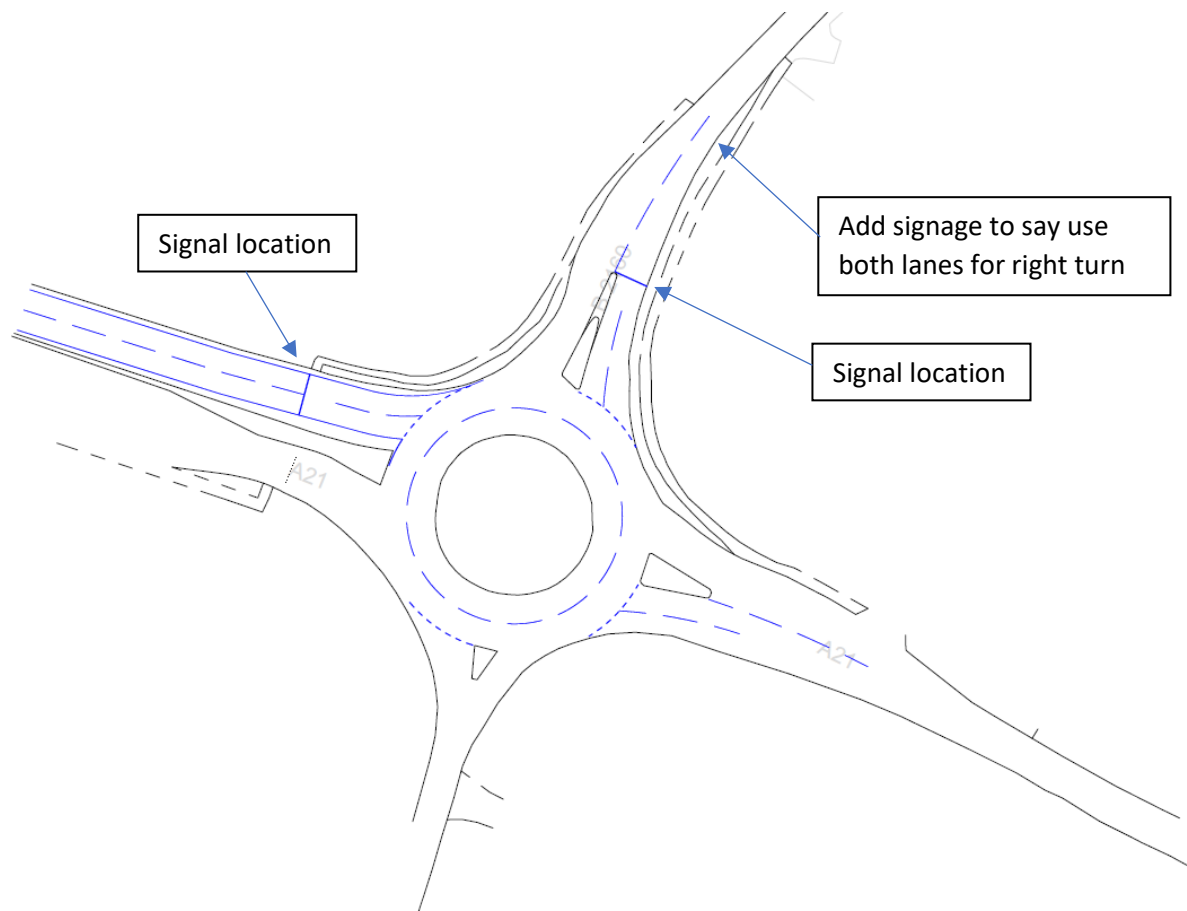 Signal location
Add signage to say use
both lanes for right turn
Signal location
A21
A21